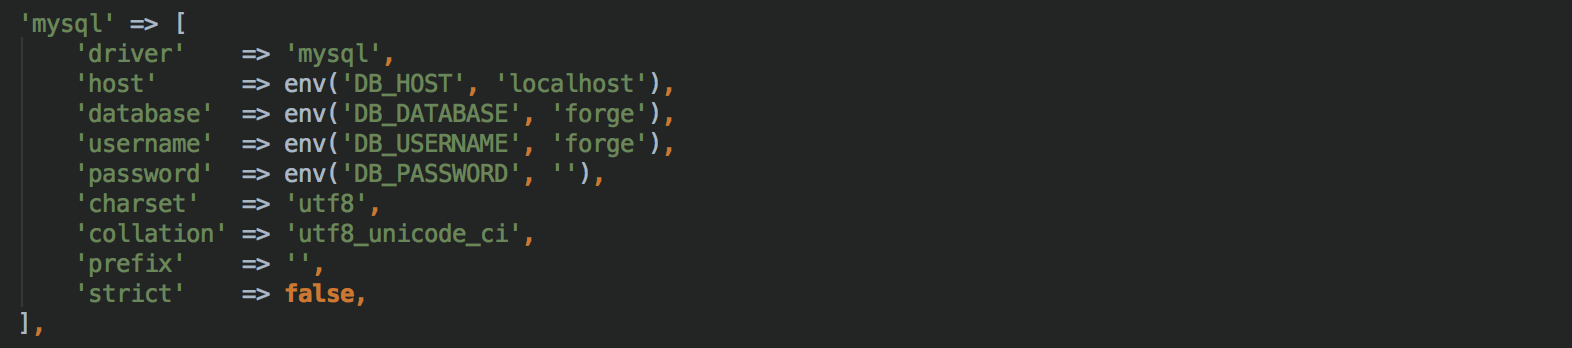 'mysql' => [
    'driver'    => 'mysql',
    'host'      => env('DB_HOST', 'localhost'),
    'database'  => env('DB_DATABASE', 'forge'),
    'username'  => env('DB_USERNAME', 'forge'),
    'password'  => env('DB_PASSWORD', ''),
    'charset'   => 'utf8',
    'collation' => 'utf8_unicode_ci',
    'prefix'    => '',
    'strict'    => false,
],